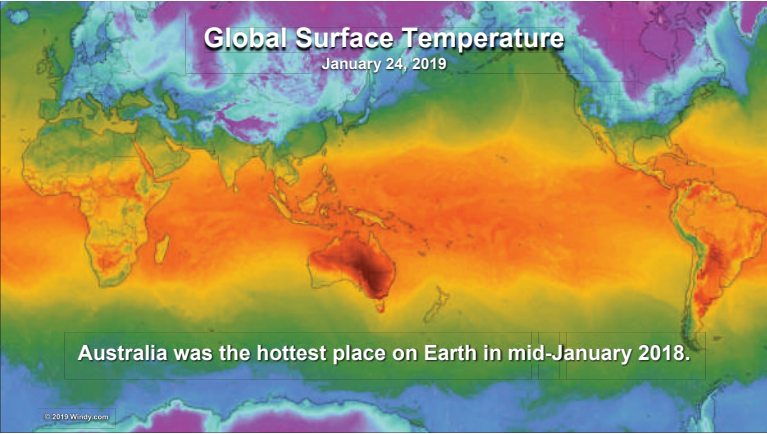 Global Surface Temperature
January 24, 2019
Australia was the hottest place on Earth in mid-January 2018.
© 2019 Windy.com